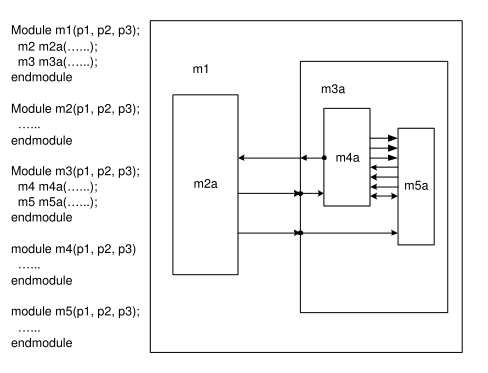 Module m1(p1, p2, p3);
m2 m2a(…...);
m3 m3a(…...);
endmodule
Module m2(p1, p2, p3);
…...
endmodule
Module m3(p1, p2, p3);
m4 m4a(…...);
m5 m5a(…...);
endmodule
module m4(p1, p2, p3)
…...
endmodule
module m5(p1, p2, p3);
…...
endmodule
m1
m3a
m2a
m4a
m5a